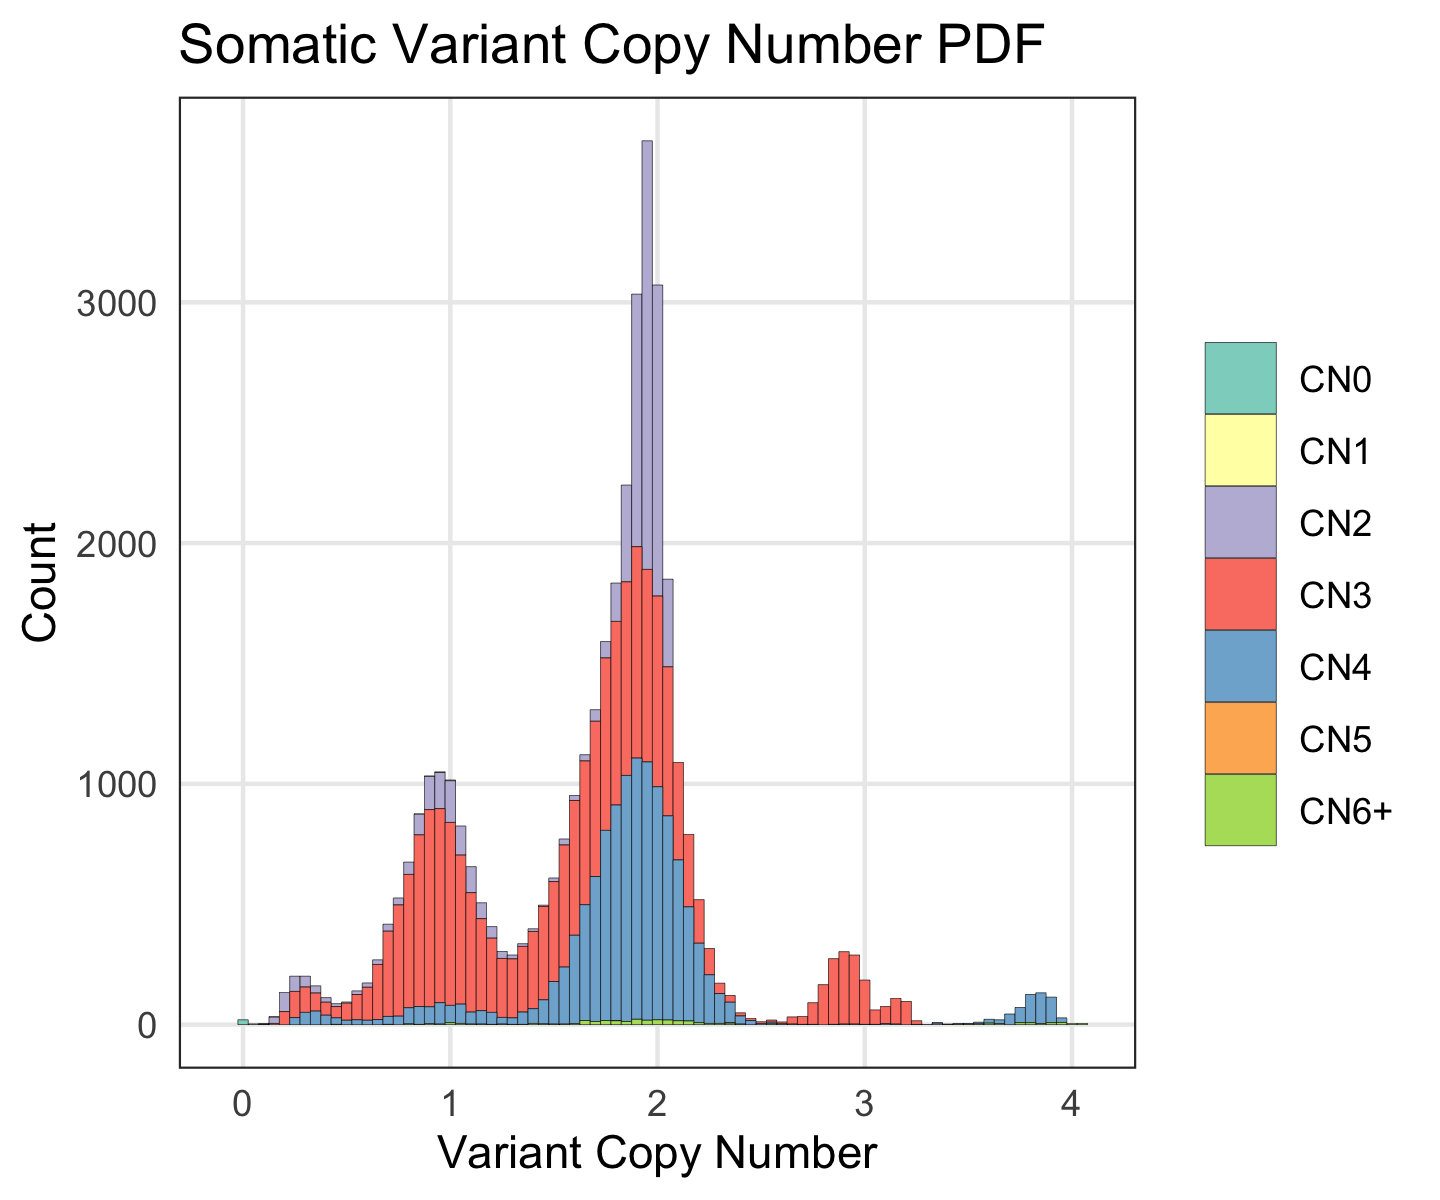 Somatic Variant Copy Number PDF
Count
3000
2000
1000
0
0 1 2 3 4
Variant Copy Number
CN0
CN1
CN2
CN3
CN4
CN5
CN6+